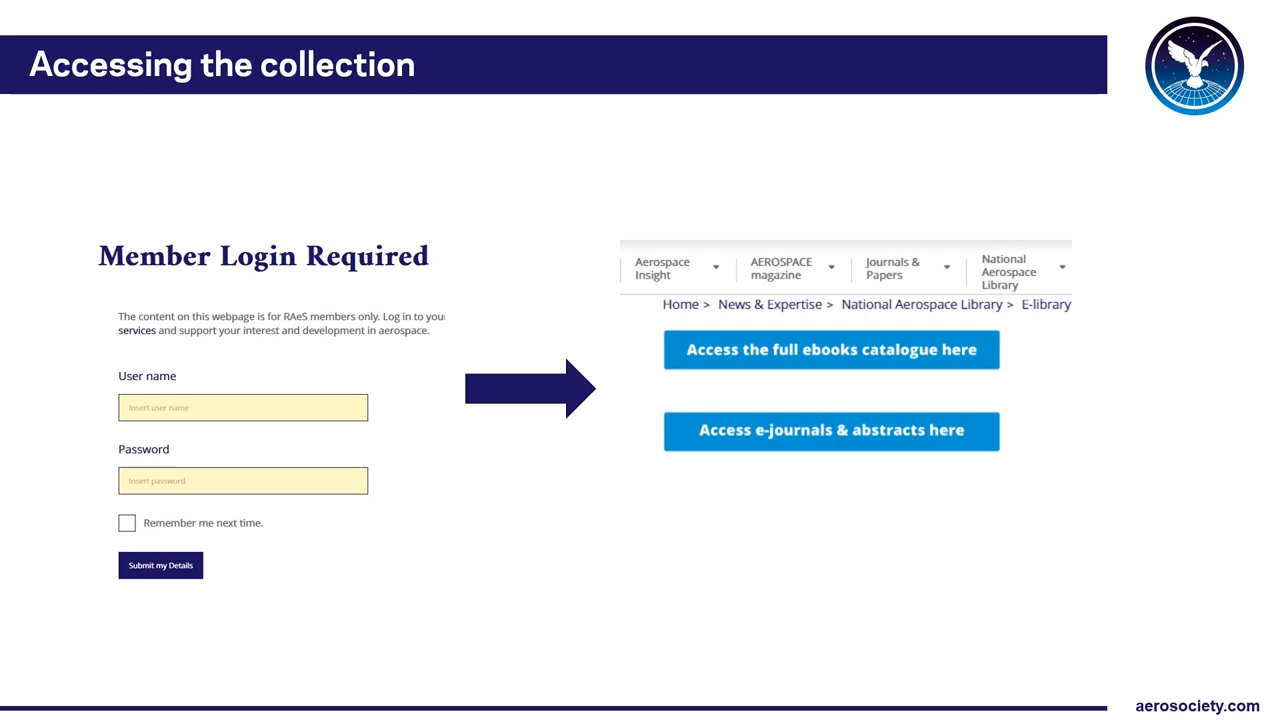 Accessing the collection
Member Login Required
The content on this webpage is for RAeS members only. Log in to your
services and support your interest and development in aerospace.
User name
Insert user name
Password
Insert password
Remember me next time.
Submit my Details
Aerospace
Insight
AEROSPACE
magazine
Journals &
Papers
National
Aerospace
Library
Home > News & Expertise > National Aerospace Library > E-library
Access the full ebooks catalogue here
Access e-journals & abstracts here
aerosociety.com